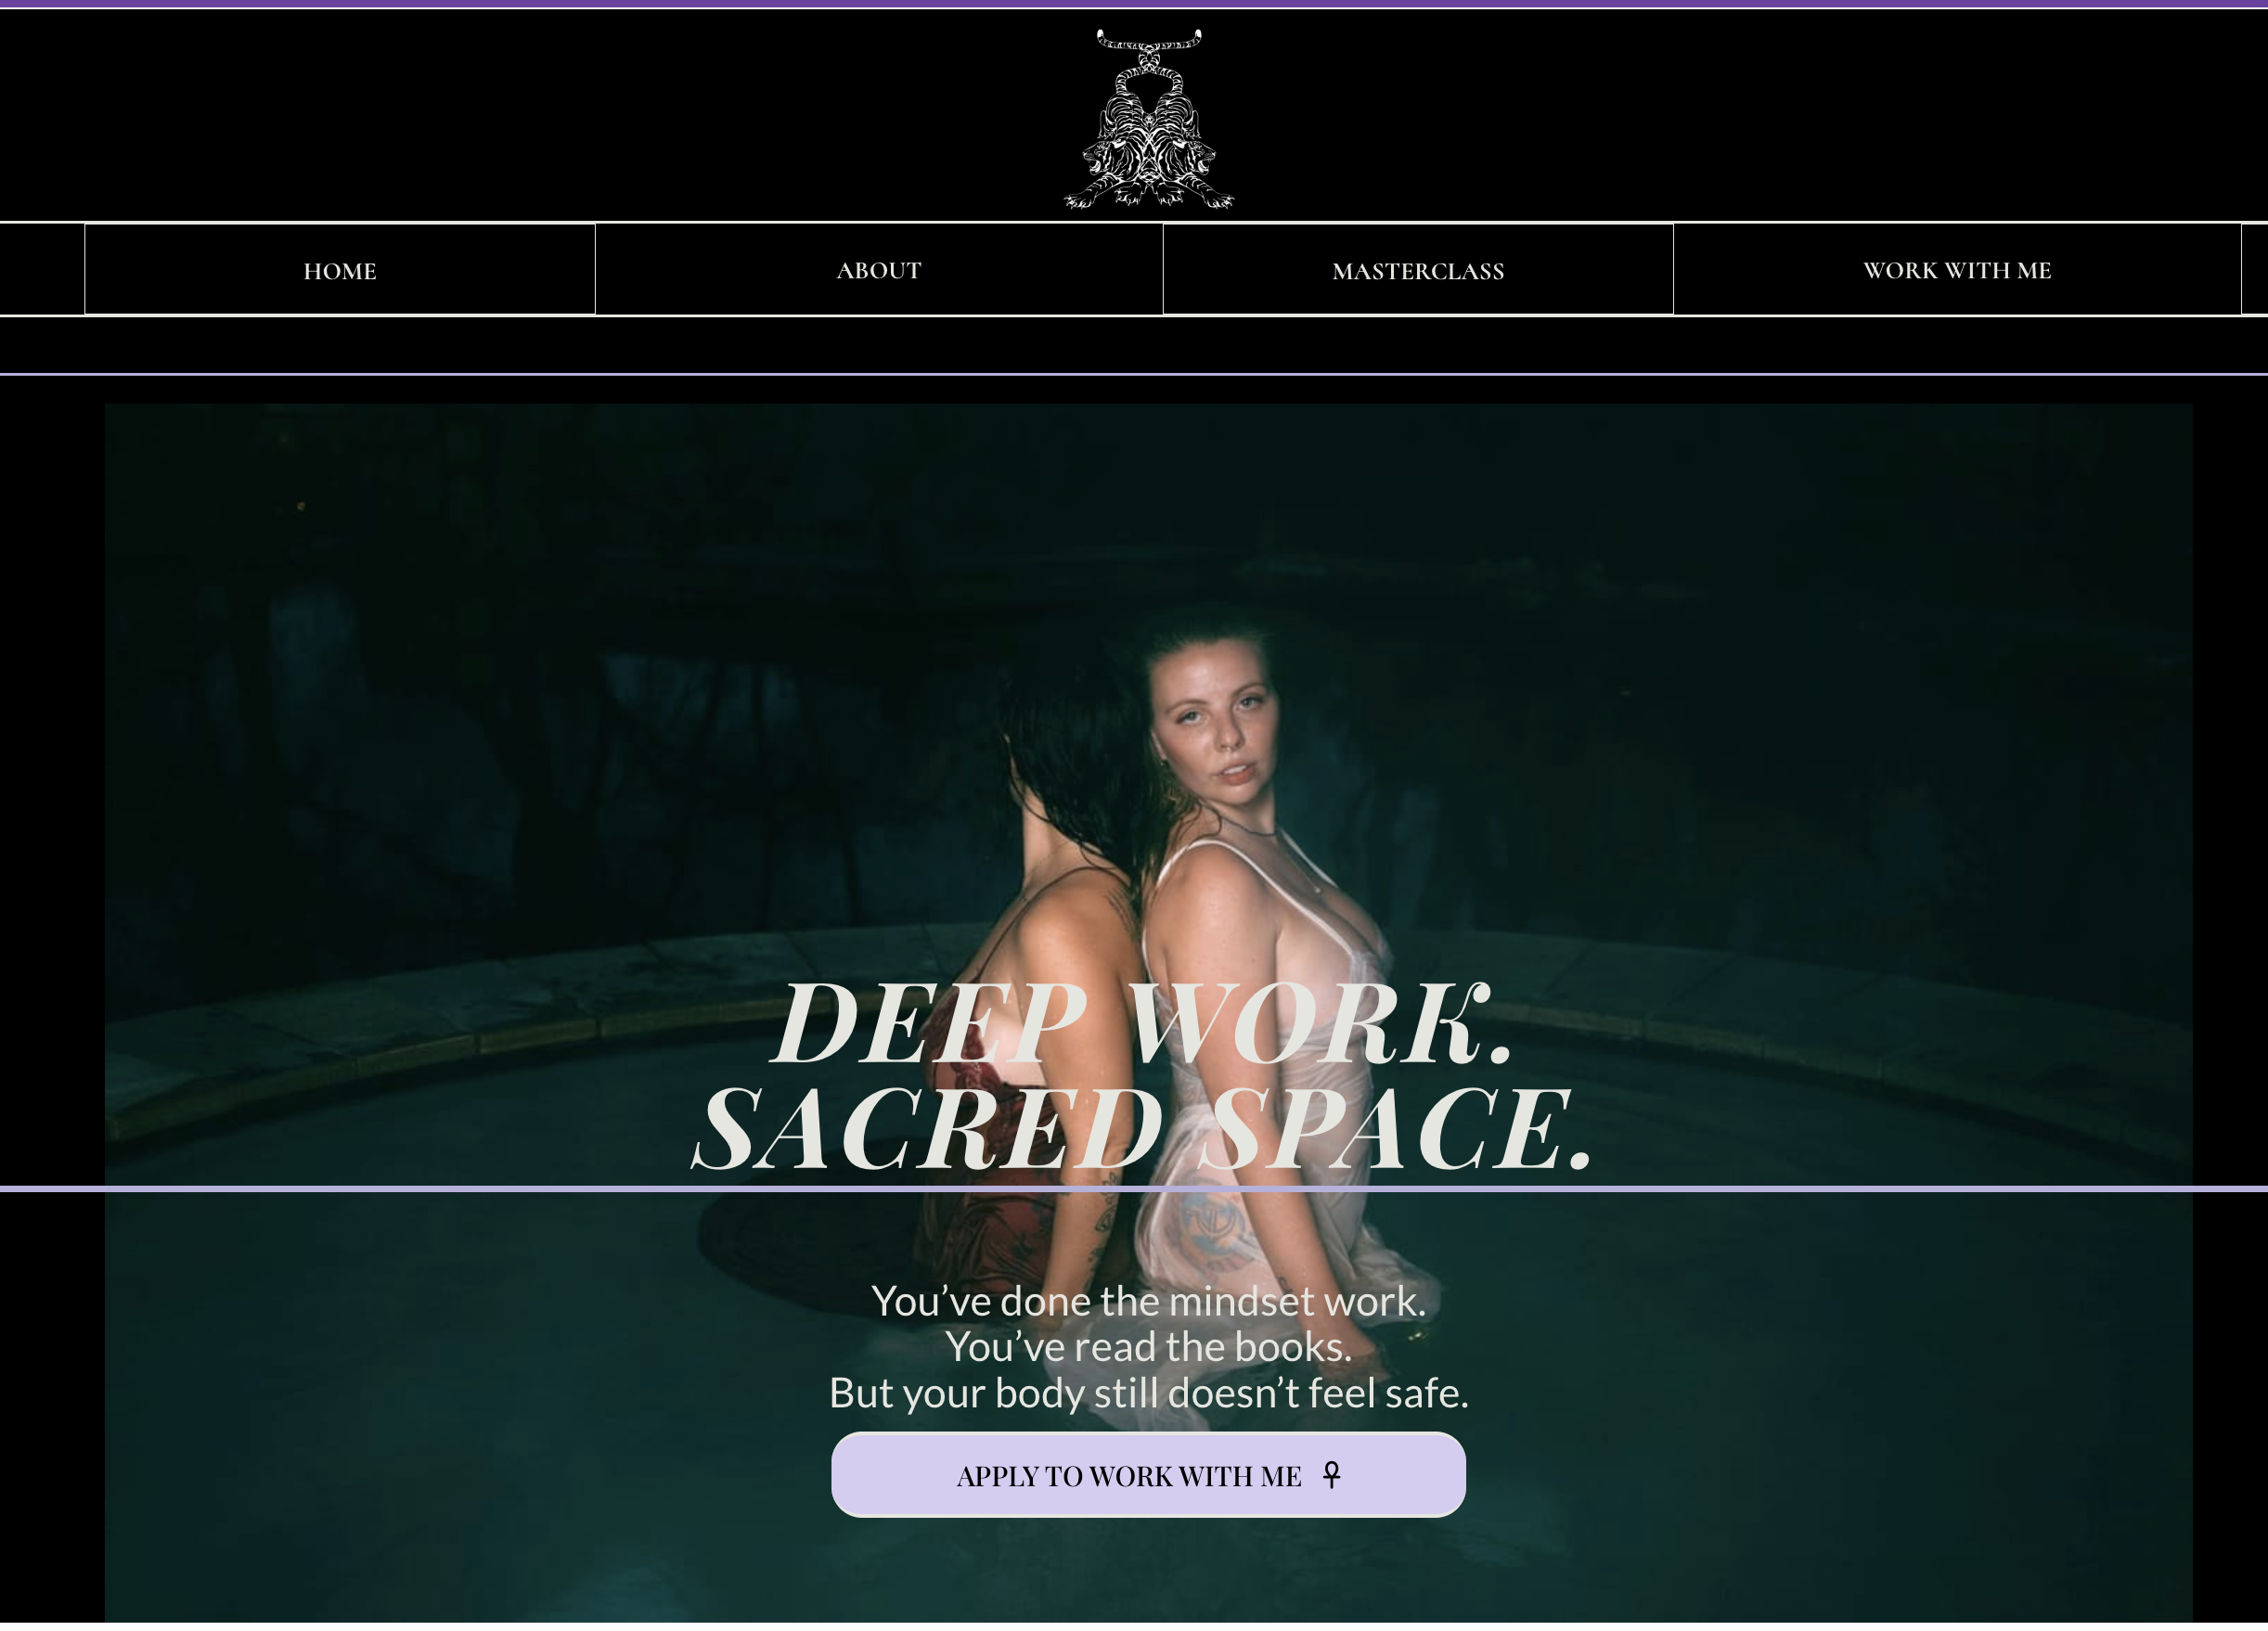 HOME
ABOUT
MASTERCLASS
WORK WITH ME
DEEP WORK.
SACRED SPACE.
You’ve done the mindset work.
You’ve read the books.
But your body still doesn’t feel safe.
APPLY TO WORK WITH ME